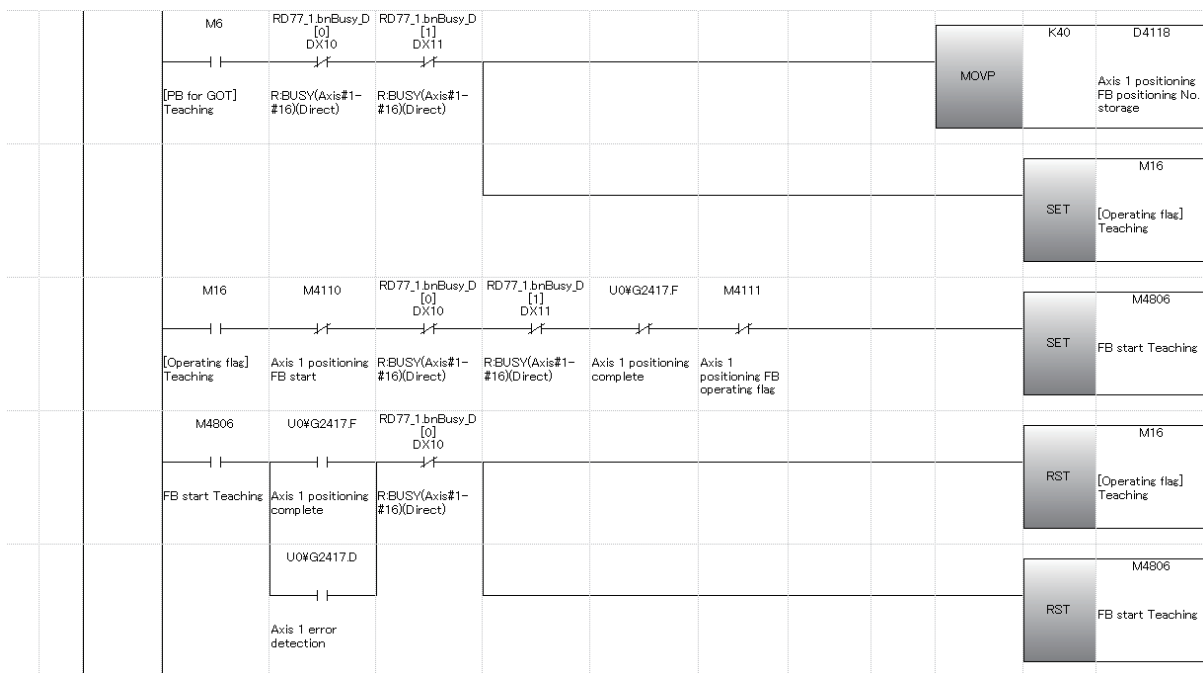 M6
RD77_1.bnBusy_D
[0]
DX10
RD77_1.bnBusy_D
[1]
DX11
K40
D4118
MOVP
[PB for GOT]
Teaching
R:BUSY(Axis#1-
#16)(Direct)
R:BUSY(Axis#1-
#16)(Direct)
Axis 1 positioning
FB positioning No.
storage
M16
SET
[Operating flag]
Teaching
M16
M4110
RD77_1.bnBusy_D
[0]
DX10
RD77_1.bnBusy_D
[1]
DX11
U0¥G2417.F
M4111
M4806
SET
[Operating flag]
Teaching
Axis 1 positioning
FB start
R:BUSY(Axis#1-
#16)(Direct)
R:BUSY(Axis#1-
#16)(Direct)
Axis 1 positioning
complete
Axis 1
positioning FB
operating flag
FB start Teaching
M4806
U0¥G2417.F
RD77_1.bnBusy_D
[0]
DX10
M16
RST
FB start Teaching
Axis 1 positioning
complete
R:BUSY(Axis#1-
#16)(Direct)
[Operating flag]
Teaching
U0¥G2417.D
M4806
RST
Axis 1 error
detection
FB start Teaching